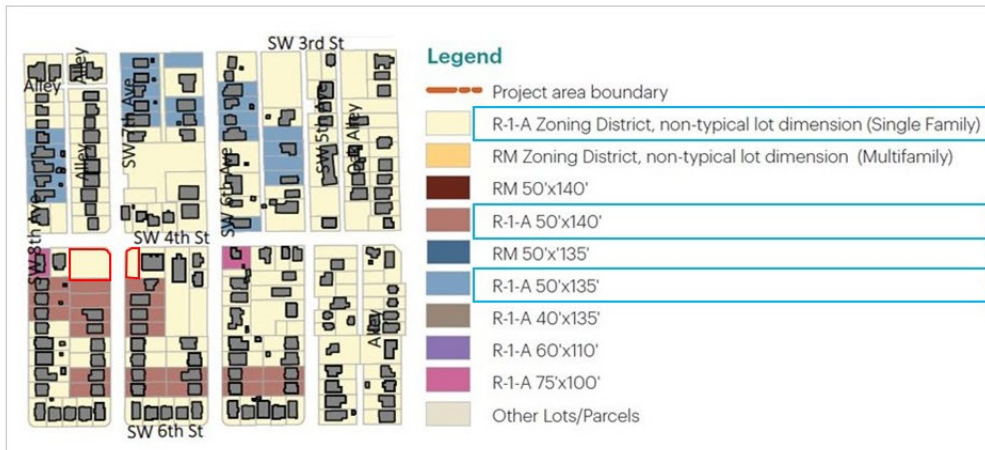 SW 3rd St
Alley
Alley
SW 7th Ave
SW 5th Ave
Alley
SW 8th Ave
Alley
SW 6th Ave
SW 4th St
Alley
SW 6th St
Legend
Project area boundary
R-1-A Zoning District, non-typical lot dimension (Single Family)
RM Zoning District, non-typical lot dimension (Multifamily)
RM 50'x140'
R-1-A 50'x140'
RM 50'x'135'
R-1-A 50'x135'
R-1-A 40'x135'
R-1-A 60'x110'
R-1-A 75'x100'
Other Lots/Parcels